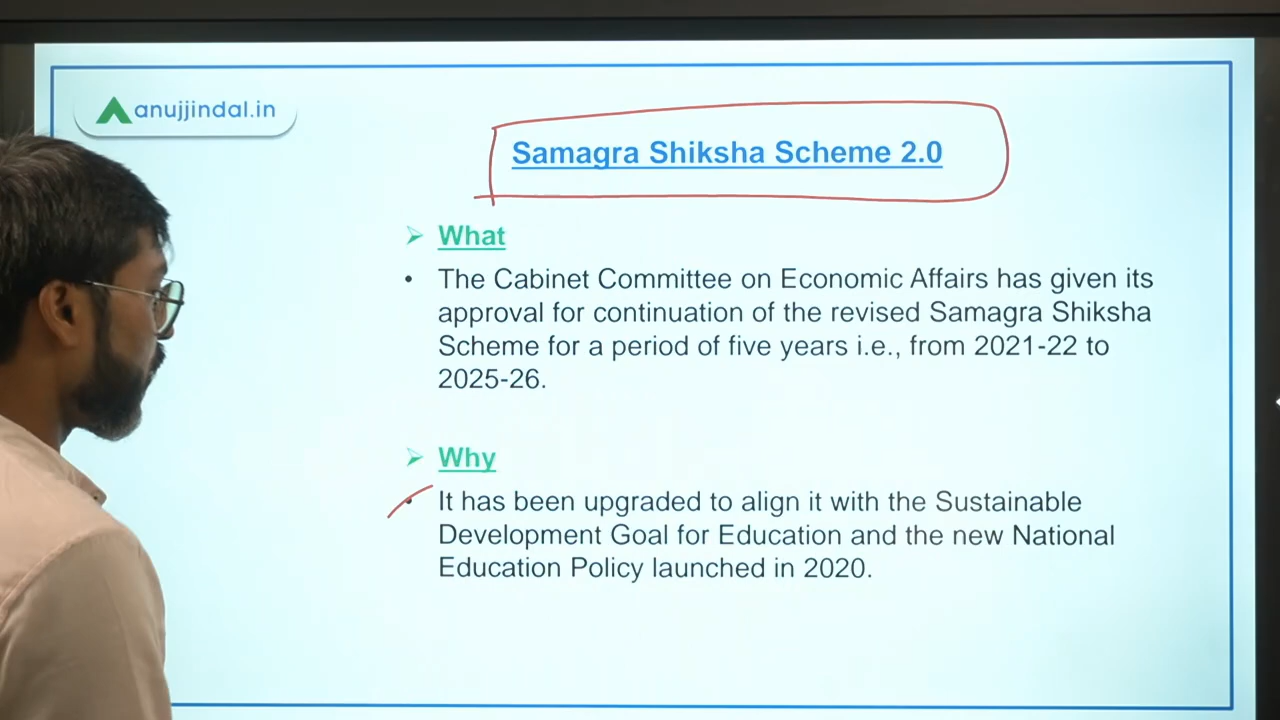 anujjindal.in
Samagra Shiksha Scheme 2.0
What
• The Cabinet Committee on Economic Affairs has given its
approval for continuation of the revised Samagra Shiksha
Scheme for a period of five years i.e., from 2021-22 to
2025-26.
Why
• It has been upgraded to align it with the Sustainable
Development Goal for Education and the new National
Education Policy launched in 2020.